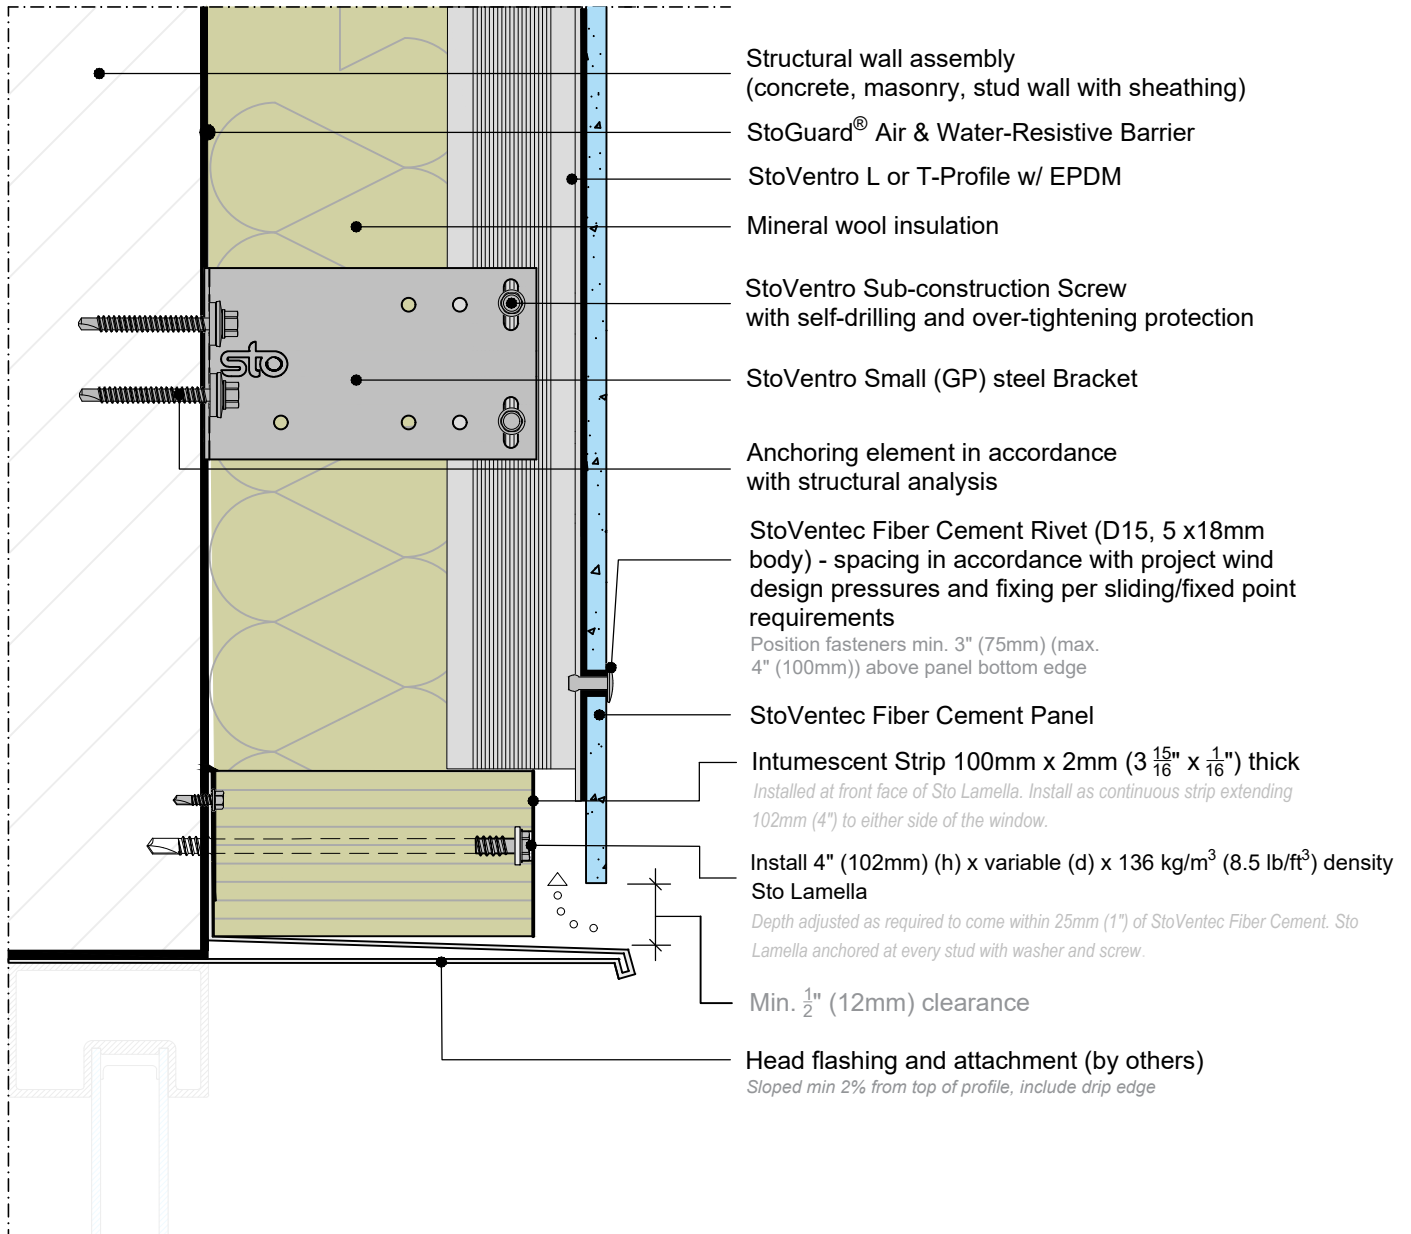 Structural wall assembly
(concrete, masonry, stud wall with sheathing)
StoGuard® Air & Water-Resistive Barrier
StoVentro L or T-Profile w/ EPDM
Mineral wool insulation
StoVentro Sub-construction Screw
with self-drilling and over-tightening protection
sto
StoVentro Small (GP) steel Bracket
Anchoring element in accordance
with structural analysis
StoVentec Fiber Cement Rivet (D15, 5 x18mm
body) - spacing in accordance with project wind
design pressures and fixing per sliding/fixed point
requirements
Position fasteners min. 3" (75mm) (max.
4" (100mm)) above panel bottom edge
StoVentec Fiber Cement Panel
Intumescent Strip 100mm x 2mm (3 15/16" x 1/16") thick
Installed at front face of Sto Lamella. Install as continuous strip extending
102mm (4") to either side of the window.
Install 4" (102mm) (h) x variable (d) x 136 kg/m³ (8.5 lb/ft³) density
Sto Lamella
Depth adjusted as required to come within 25mm (1") of StoVentec Fiber Cement. Sto
Lamella anchored at every stud with washer and screw.
Min. 1/2" (12mm) clearance
Head flashing and attachment (by others)
Sloped min 2% from top of profile, include drip edge